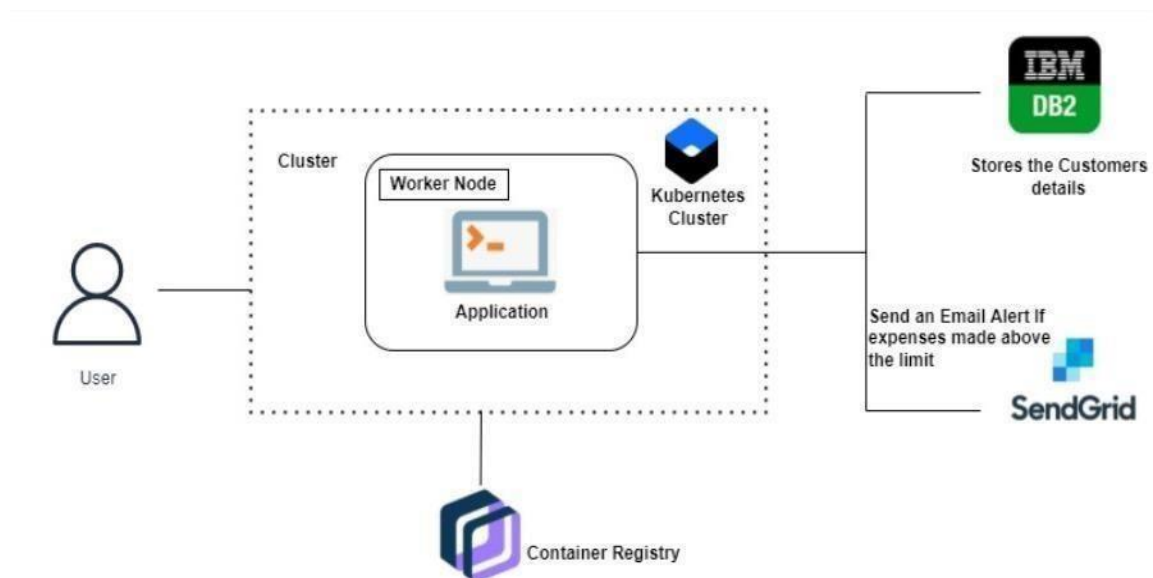 IBM
DB2
Stores the Customers
details
Cluster
Worker Node
Kubernetes
Cluster
Application
User
Send an Email Alert If
expenses made above
the limit
SendGrid
Container Registry